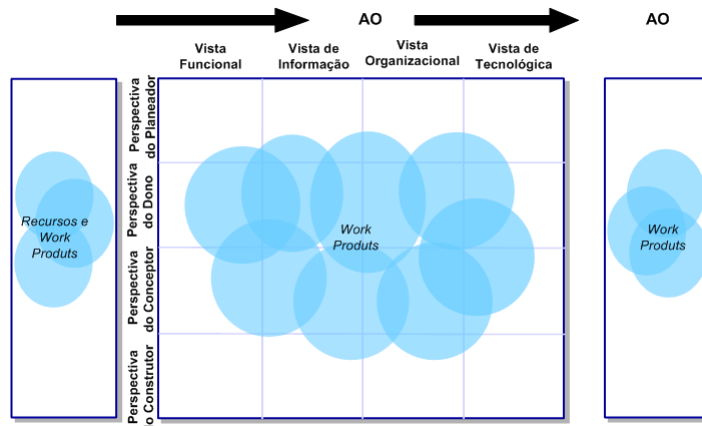 AO
AO
Vista
Funcional
Vista de
Informação
Vista
Organizacional
Vista de
Tecnológica
Perspectiva
do Planeador
Perspectiva
do Dono
Perspectiva
do Conceptor
Perspectiva
do Construtor
Recursos e
Work
Produts
Work
Produts
Work
Produts